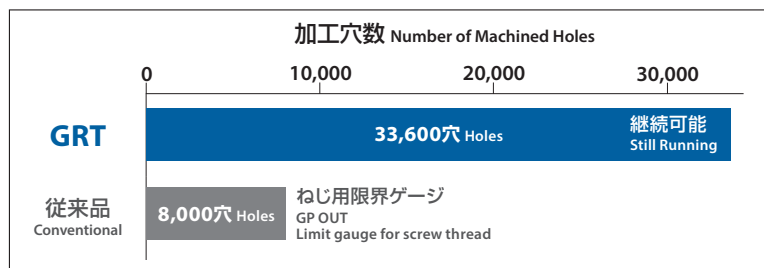 加工穴数 Number of Machined Holes
0 10,000 20,000 30,000
GRT
33,600穴 Holes
継続可能
Still Running
従来品
Conventional
8,000穴 Holes
ねじ用限界ゲージ
GP OUT
Limit gauge for screw thread